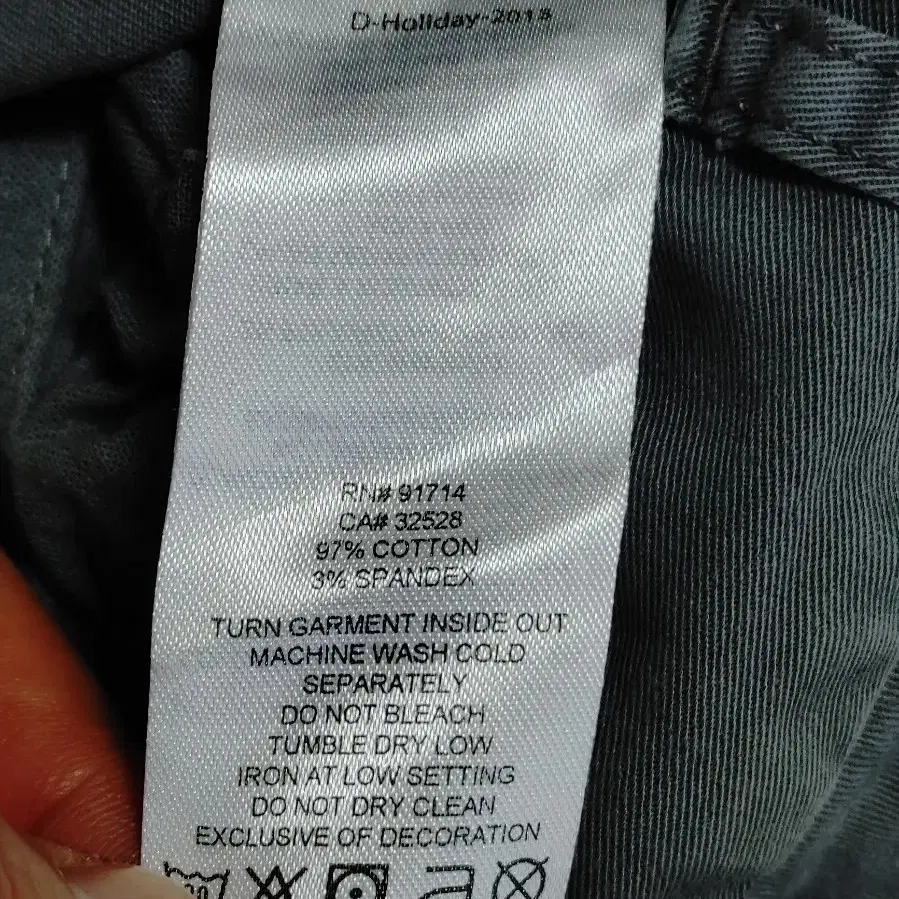 D-Holiday-2013
RN# 91714
CA# 32528
97% COTTON
3% SPANDEX
TURN GARMENT INSIDE OUT
MACHINE WASH COLD
SEPARATELY
DO NOT BLEACH
TUMBLE DRY LOW
IRON AT LOW SETTING
DO NOT DRY CLEAN
EXCLUSIVE OF DECORATION